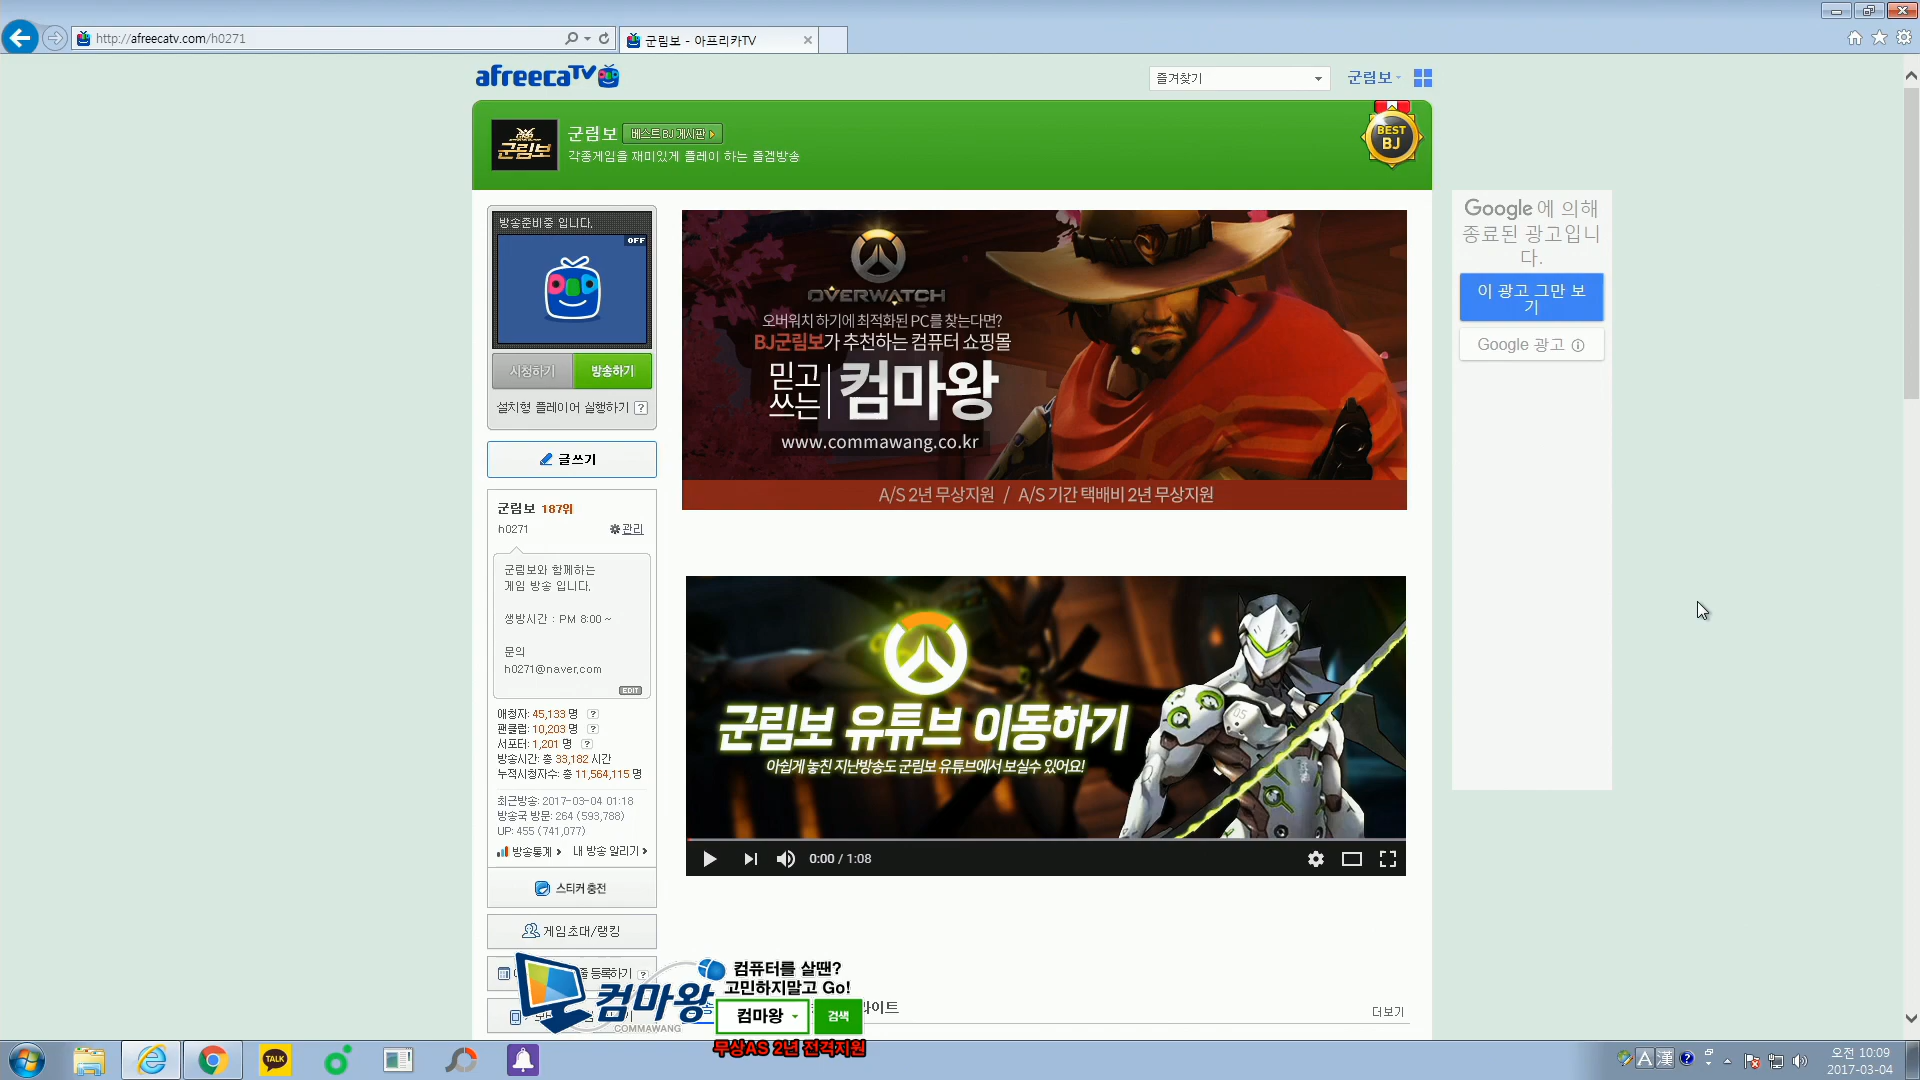 http://afreecatv.com/h0271
군림보 - 아프리카TV
afreecaTV
즐겨찾기
군림보
군림보
군림보
베스트BJ 게시판
각종게임을 재미있게 플레이 하는 즐겜방송
BEST
BJ
방송준비중 입니다.
OFF
시청하기
방송하기
설치형 플레이어 실행하기 ?
글쓰기
군림보 187위
h0271
관리
군림보와 함께하는
게임 방송 입니다.
생방시간 : PM 8:00 ~
문의
h0271@naver.com
EDIT
애청자: 45,133 명 ?
팬클럽: 10,203 명 ?
서포터: 1,201 명 ?
방송시간: 총 33,182 시간
누적시청자수: 총 11,564,115 명
최근방송: 2017-03-04 01:18
방송국 방문: 264 (593,788)
UP: 455 (741,077)
방송통계
내 방송 알리기
스티커 충전
게임초대/랭킹
줄 등록하기 ?
OVERWATCH
오버워치 하기에 최적화된 PC를 찾는다면?
BJ군림보가 추천하는 컴퓨터 쇼핑몰
믿고
쓰는
컴마왕
www.commawang.co.kr
A/S 2년 무상지원 / A/S 기간 택배비 2년 무상지원
군림보 유튜브 이동하기
아쉽게 놓친 지난방송도 군림보 유튜브에서 보실수 있어요!
05
0:00 / 1:08
라이트
더보기
Google 에 의해
종료된 광고입니
다.
이 광고 그만 보
기
Google 광고
컴마왕
COMMAWANG
컴퓨터를 살땐?
고민하지말고 Go!
컴마왕
검색
무상AS 2년 전격지원
TALK
A 漢 ?
오전 10:09
2017-03-04